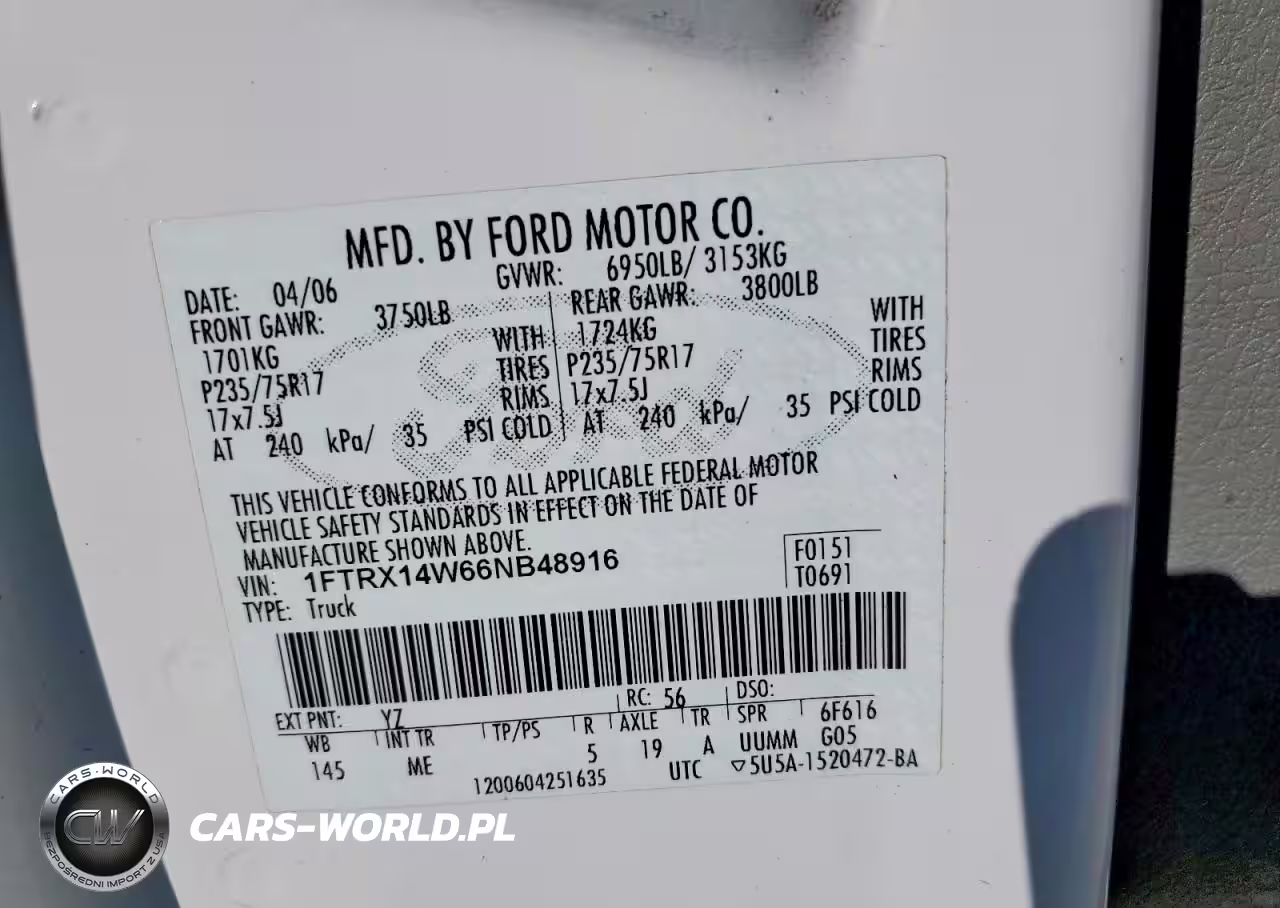 MFD. BY FORD MOTOR CO.
DATE: 04/06 GVWR: 6950LB/ 3153KG
FRONT GAWR: 3750LB REAR GAWR: 3800LB
1701KG WITH 1724KG WITH
P235/75R17 TIRES P235/75R17 TIRES
17x7.5J RIMS 17x7.5J RIMS
AT 240 kPa/ 35 PSI COLD AT 240 kPa/ 35 PSI COLD
THIS VEHICLE CONFORMS TO ALL APPLICABLE FEDERAL MOTOR
VEHICLE SAFETY STANDARDS IN EFFECT ON THE DATE OF
MANUFACTURE SHOWN ABOVE.
VIN: 1FTRX14W66NB48916
F0151
TYPE: Truck
T0691
EXT PNT: YZ RC: 56 DSO:
WB INT TR TP/PS R AXLE TR SPR 6F616
145 ME 5 19 A UUMM G05
1200604251635 UTC ▽5U5A-1520472-BA
Ford
CARS-WORLD
CW
BEZPOŚREDNI IMPORT Z USA
CARS-WORLD.PL